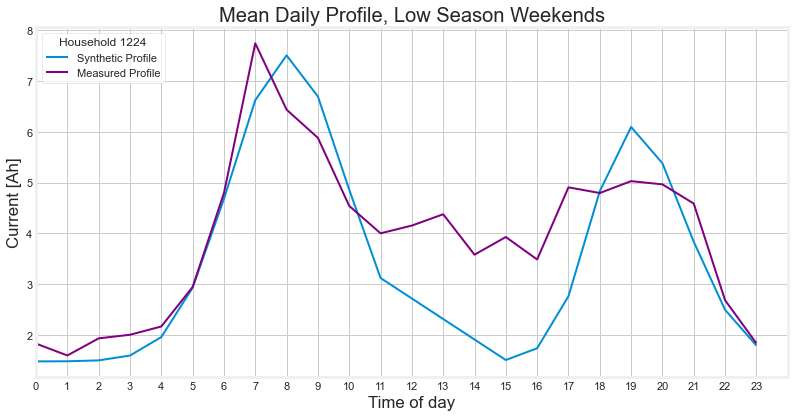 Mean Daily Profile, Low Season Weekends
Household 1224
Synthetic Profile
Measured Profile
Current [Ah]
8
7
6
5
4
3
2
0 1 2 3 4 5 6 7 8 9 10 11 12 13 14 15 16 17 18 19 20 21 22 23
Time of day